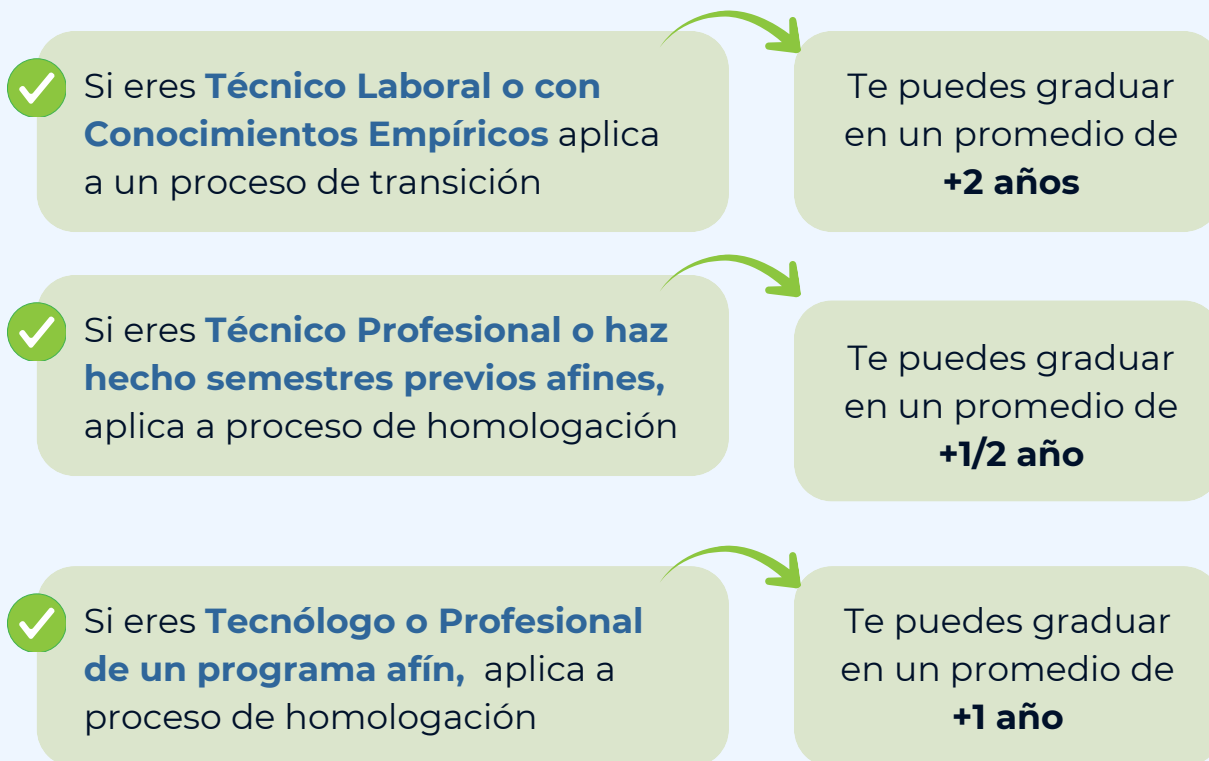 Si eres Técnico Laboral o con
Conocimientos Empíricos aplica
a un proceso de transición
Te puedes graduar
en un promedio de
+2 años
Si eres Técnico Profesional o haz
hecho semestres previos afines,
aplica a proceso de homologación
Te puedes graduar
en un promedio de
+1/2 año
Si eres Tecnólogo o Profesional
de un programa afín, aplica a
proceso de homologación
Te puedes graduar
en un promedio de
+1 año